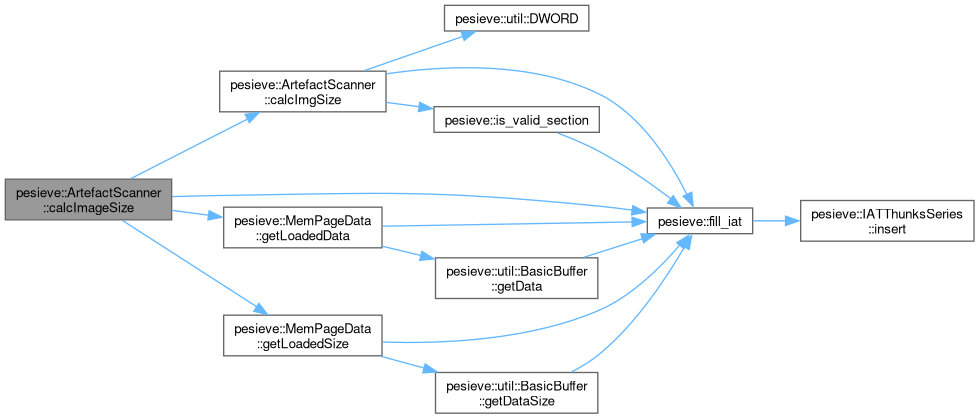 pesieve::util::DWORD
pesieve::ArtefactScanner
::calcImgSize
pesieve::is_valid_section
pesieve::ArtefactScanner
::calcImageSize
pesieve::MemPageData
::getLoadedData
pesieve::fill_iat
pesieve::IATThunksSeries
::insert
pesieve::util::BasicBuffer
::getData
pesieve::MemPageData
::getLoadedSize
pesieve::util::BasicBuffer
::getDataSize